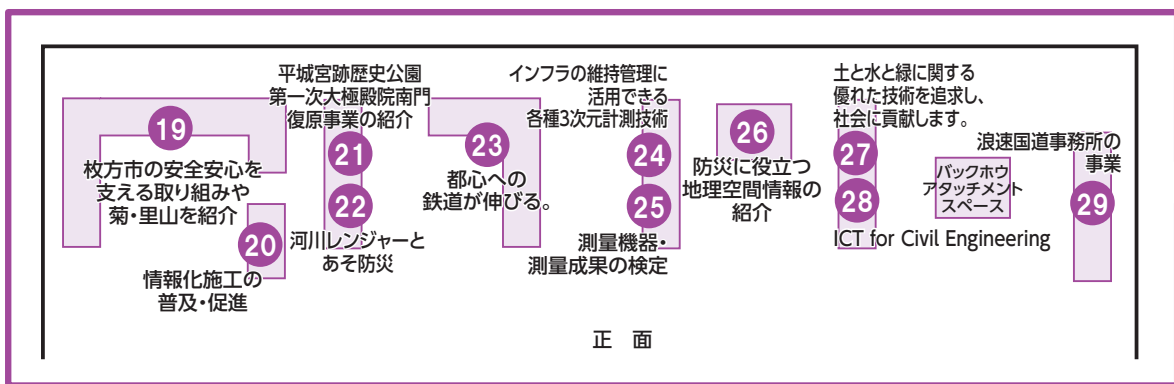 19
枚方市の安全安心を
支える取り組みや
菊・里山を紹介
20
情報化施工の
普及・促進
平城宮跡歴史公園
第一次大極殿院南門
復原事業の紹介
21
22
河川レンジャーと
あそ防災
23
都心への
鉄道が伸びる。
インフラの維持管理に
活用できる
各種3次元計測技術
24
25
測量機器・
測量成果の検定
26
防災に役立つ
地理空間情報の
紹介
土と水と緑に関する
優れた技術を追求し、
社会に貢献します。
27
28
ICT for Civil Engineering
バックホウ
アタッチメント
スペース
浪速国道事務所の
事業
29
正 面